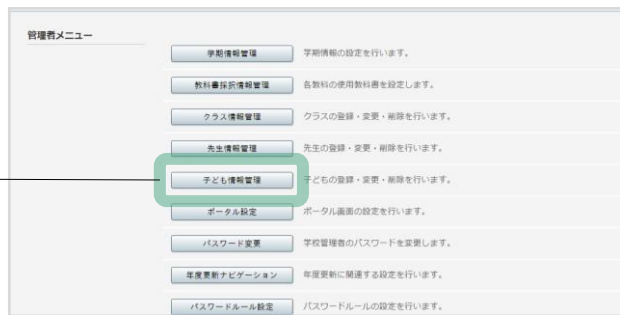 管理者メニュー
学期情報管理 学期情報の設定を行います。
教科書採択情報管理 各教科の使用教科書を設定します。
クラス情報管理 クラスの登録・変更・削除を行います。
先生情報管理 先生の登録・変更・削除を行います。
子ども情報管理 子どもの登録・変更・削除を行います。
ポータル設定 ポータル画面の設定を行います。
パスワード変更 学校管理者のパスワードを変更します。
年度更新ナビゲーション 年度更新に関連する設定を行います。
パスワードルール設定 パスワードルールの設定を行います。